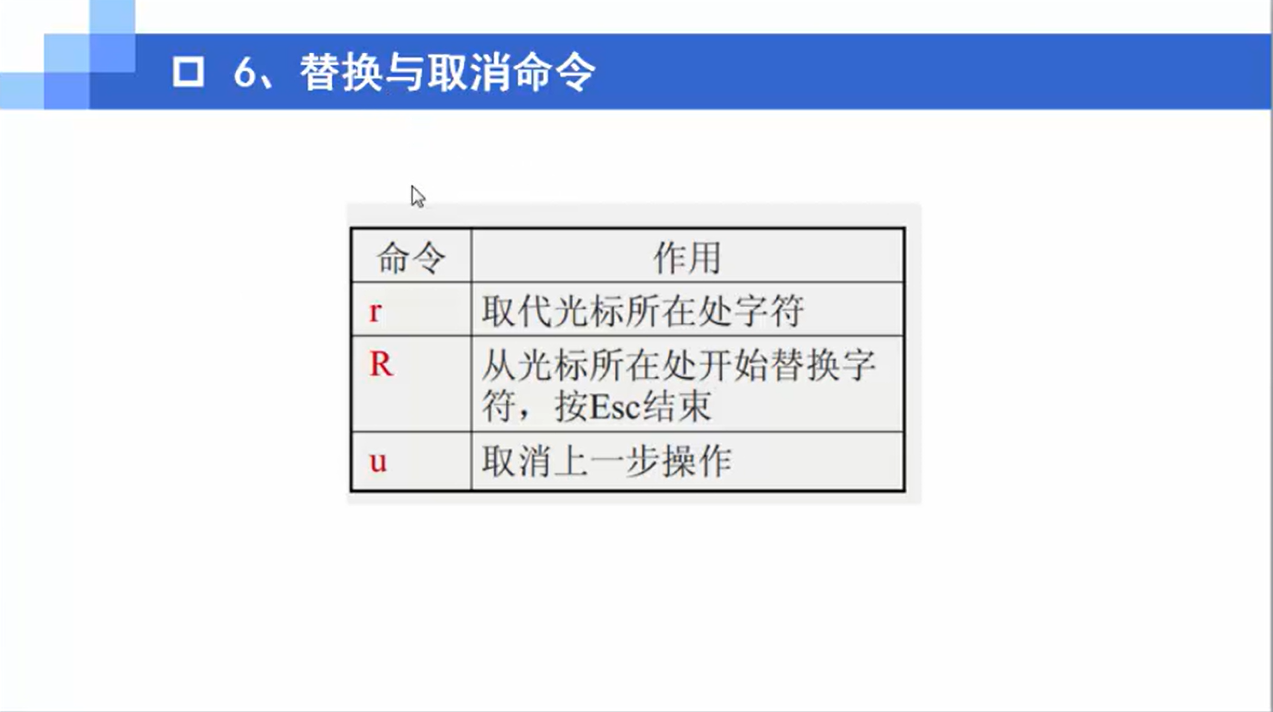 6、替换与取消命令
命令 作用
r 取代光标所在处字符
R 从光标所在处开始替换字
符，按Esc结束
u 取消上一步操作